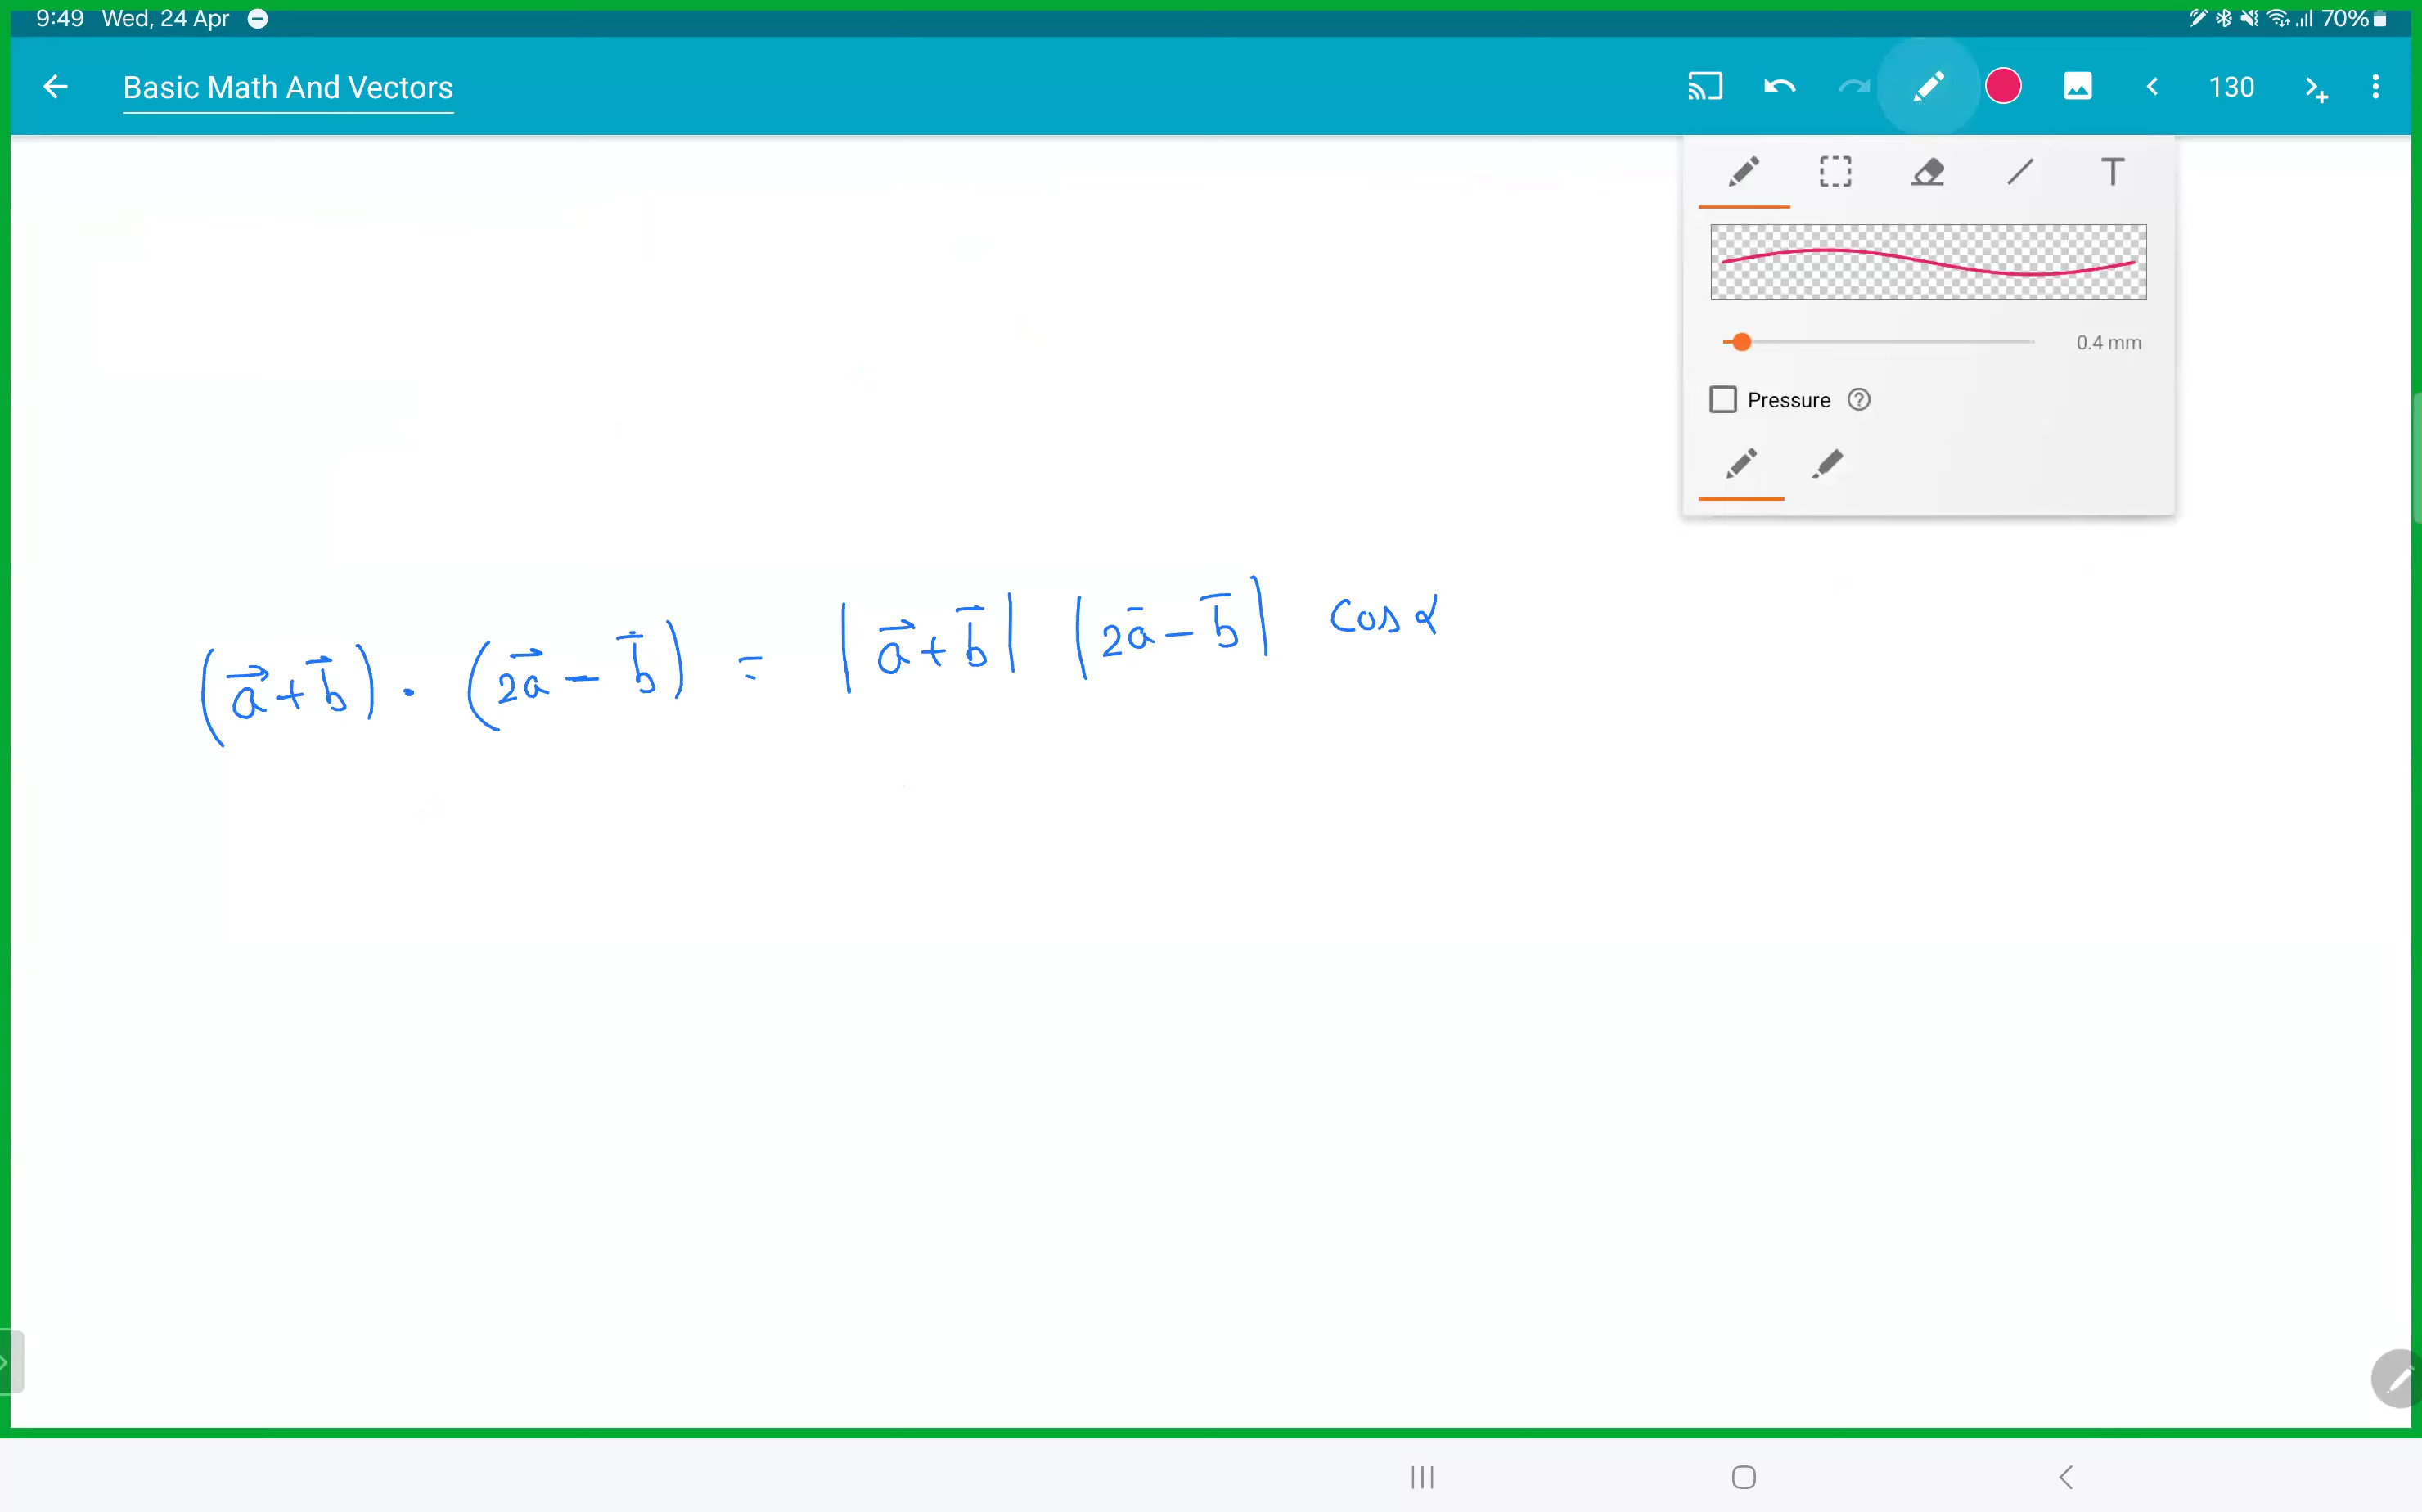 9:49 Wed, 24 Apr 70%
Basic Math And Vectors 130
T
0.4 mm
Pressure ?
(a⃗+b⃗) · (2a⃗ − b⃗) = |a⃗+b⃗| |2a̅ − b̅| cos α